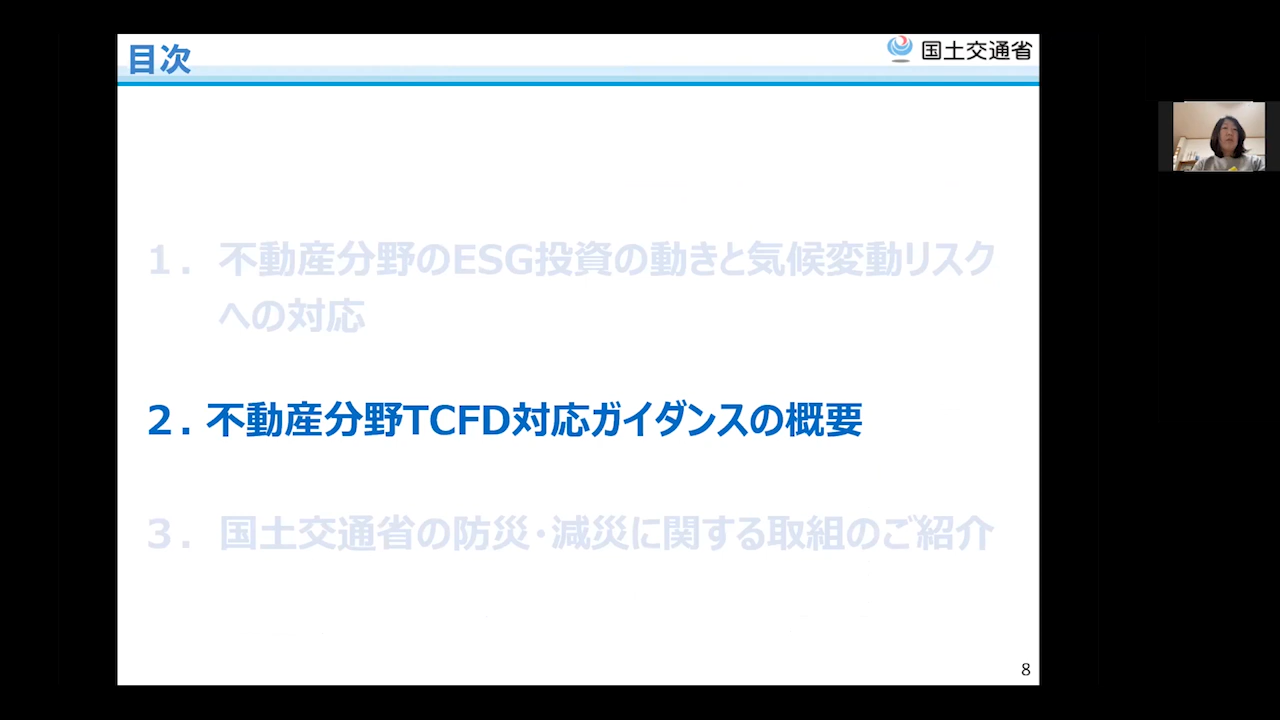 目次
国土交通省
１．不動産分野のESG投資の動きと気候変動リスク
への対応
２．不動産分野TCFD対応ガイダンスの概要
３．国土交通省の防災・減災に関する取組のご紹介
8